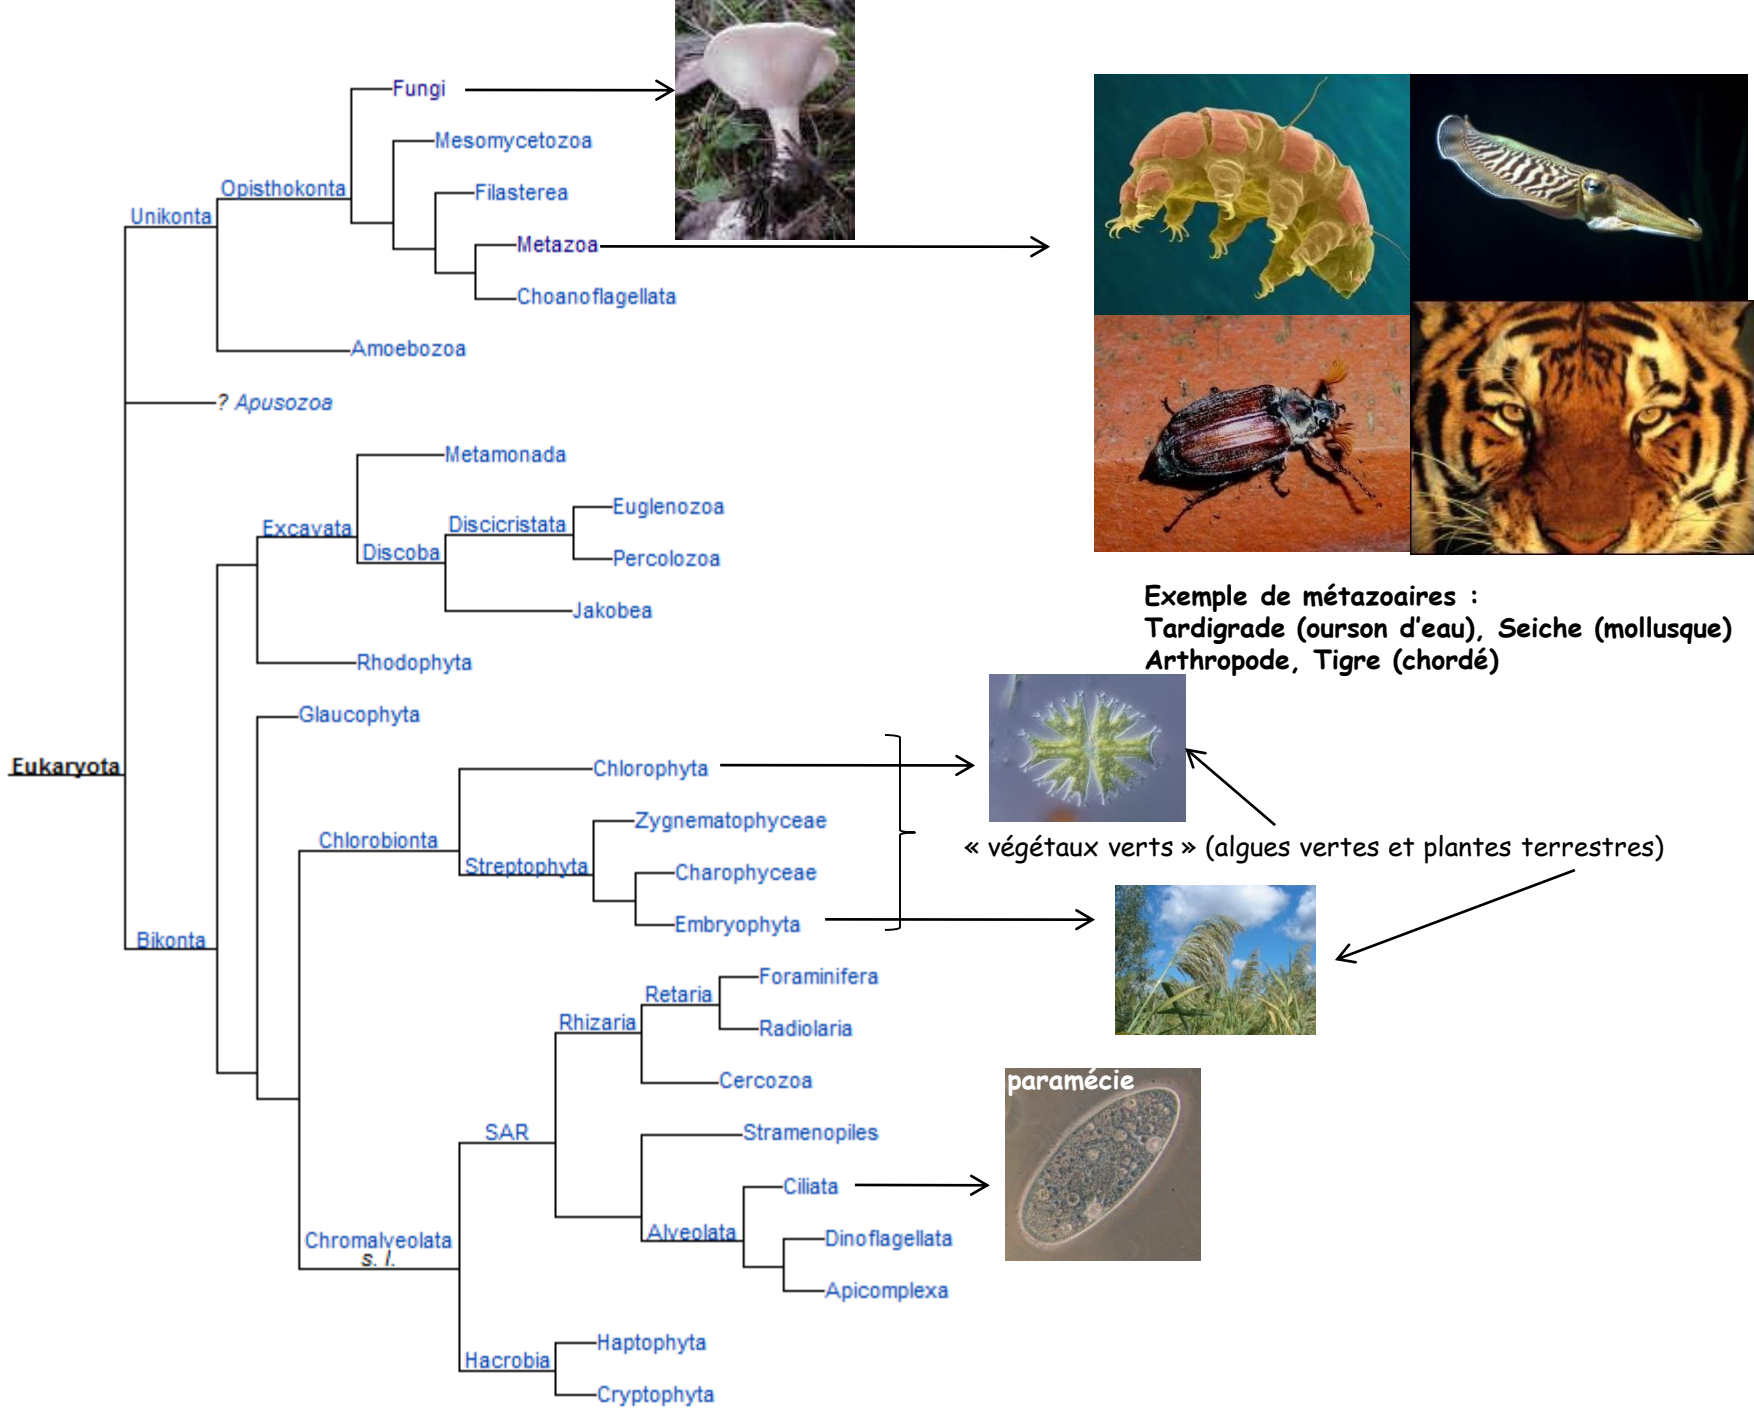 Fungi
Mesomycetozoa
Opisthokonta
Filasterea
Unikonta
Metazoa
Choanoflagellata
Amoebozoa
? Apusozoa
Metamonada
Euglenozoa
Excavata
Discicristata
Discoba
Percolozoa
Jakobea
Exemple de métazoaires :
Tardigrade (ourson d’eau), Seiche (mollusque)
Arthropode, Tigre (chordé)
Rhodophyta
Glaucophyta
Eukaryota
Chlorophyta
Zygnematophyceae
Chlorobionta
« végétaux verts » (algues vertes et plantes terrestres)
Streptophyta
Charophyceae
Embryophyta
Bikonta
Foraminifera
Retaria
Rhizaria
Radiolaria
Cercozoa
paramécie
SAR
Stramenopiles
Ciliata
Alveolata
Dinoflagellata
Chromalveolata
s. l.
Apicomplexa
Haptophyta
Hacrobia
Cryptophyta